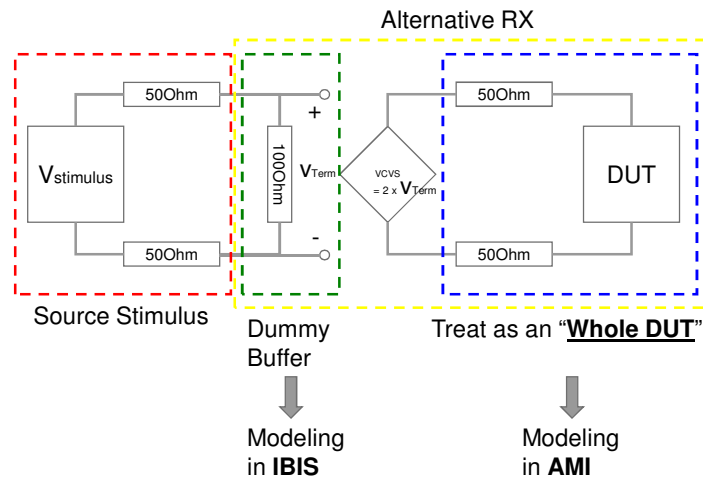 Alternative RX
50Ohm
50Ohm
+
Vstimulus
100Ohm
VTerm
VCVS
= 2 x VTerm
DUT
-
50Ohm
50Ohm
Source Stimulus
Dummy
Buffer
Treat as an “Whole DUT”
Modeling
in IBIS
Modeling
in AMI